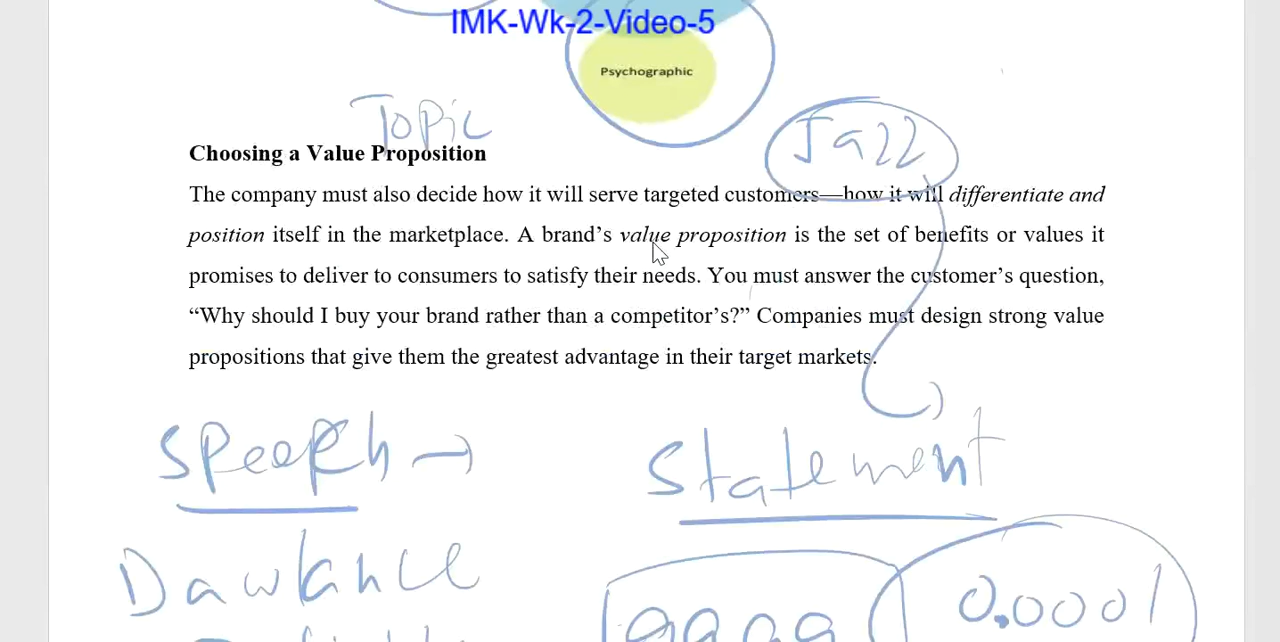 IMK-Wk-2-Video-5
Psychographic
Topic
Jazz
Choosing a Value Proposition
The company must also decide how it will serve targeted customers—how it will differentiate and
position itself in the marketplace. A brand’s value proposition is the set of benefits or values it
promises to deliver to consumers to satisfy their needs. You must answer the customer’s question,
“Why should I buy your brand rather than a competitor’s?” Companies must design strong value
propositions that give them the greatest advantage in their target markets.
Statement
Dawlance
0.0001